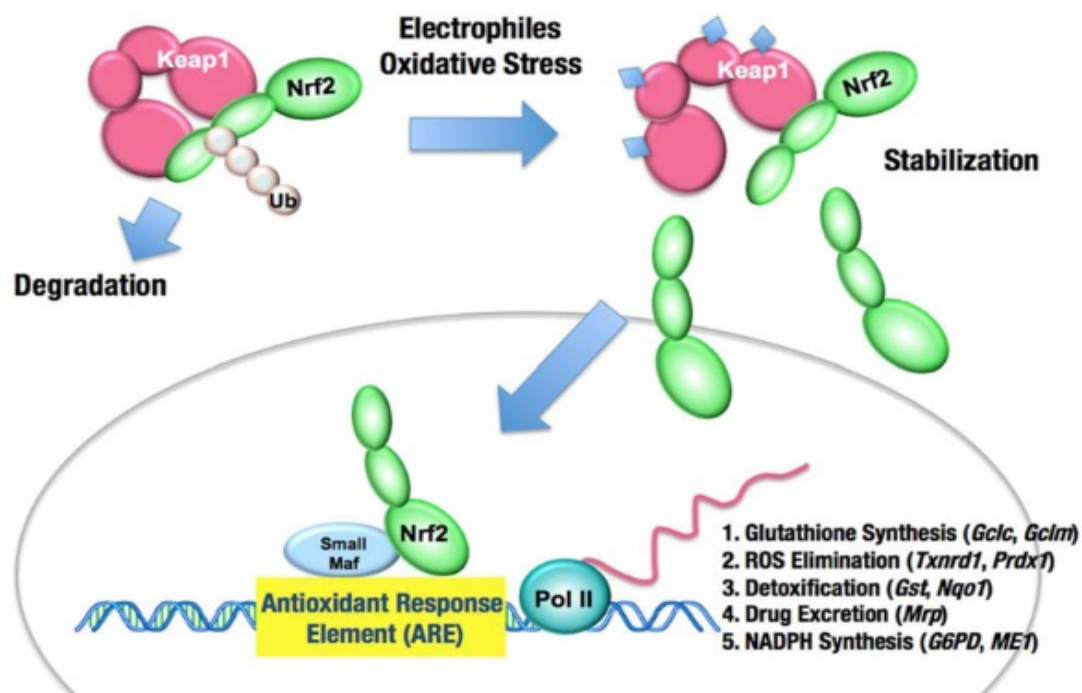 Electrophiles
Oxidative Stress
Keap1
Nrf2
Ub
Degradation
Keap1
Nrf2
Stabilization
Nrf2
Small
Maf
Antioxidant Response
Element (ARE)
Pol II
1. Glutathione Synthesis (Gclc, Gclm)
2. ROS Elimination (Txnrd1, Prdx1)
3. Detoxification (Gst, Nqo1)
4. Drug Excretion (Mrp)
5. NADPH Synthesis (G6PD, ME1)